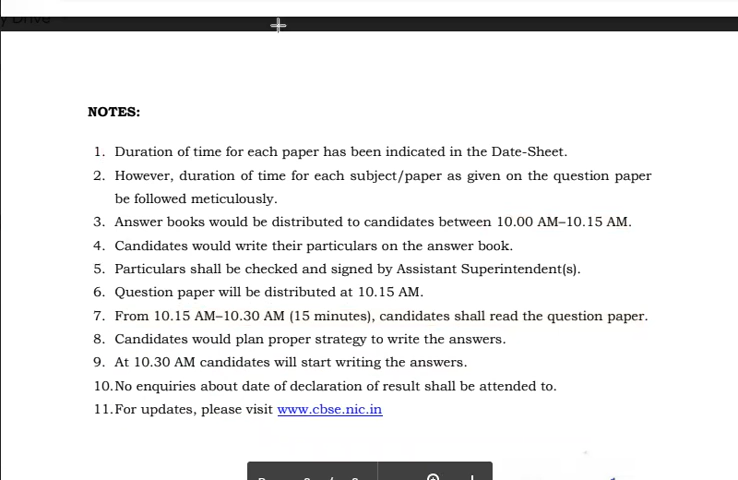 NOTES:
1. Duration of time for each paper has been indicated in the Date-Sheet.
2. However, duration of time for each subject/paper as given on the question paper
be followed meticulously.
3. Answer books would be distributed to candidates between 10.00 AM–10.15 AM.
4. Candidates would write their particulars on the answer book.
5. Particulars shall be checked and signed by Assistant Superintendent(s).
6. Question paper will be distributed at 10.15 AM.
7. From 10.15 AM–10.30 AM (15 minutes), candidates shall read the question paper.
8. Candidates would plan proper strategy to write the answers.
9. At 10.30 AM candidates will start writing the answers.
10.No enquiries about date of declaration of result shall be attended to.
11.For updates, please visit www.cbse.nic.in